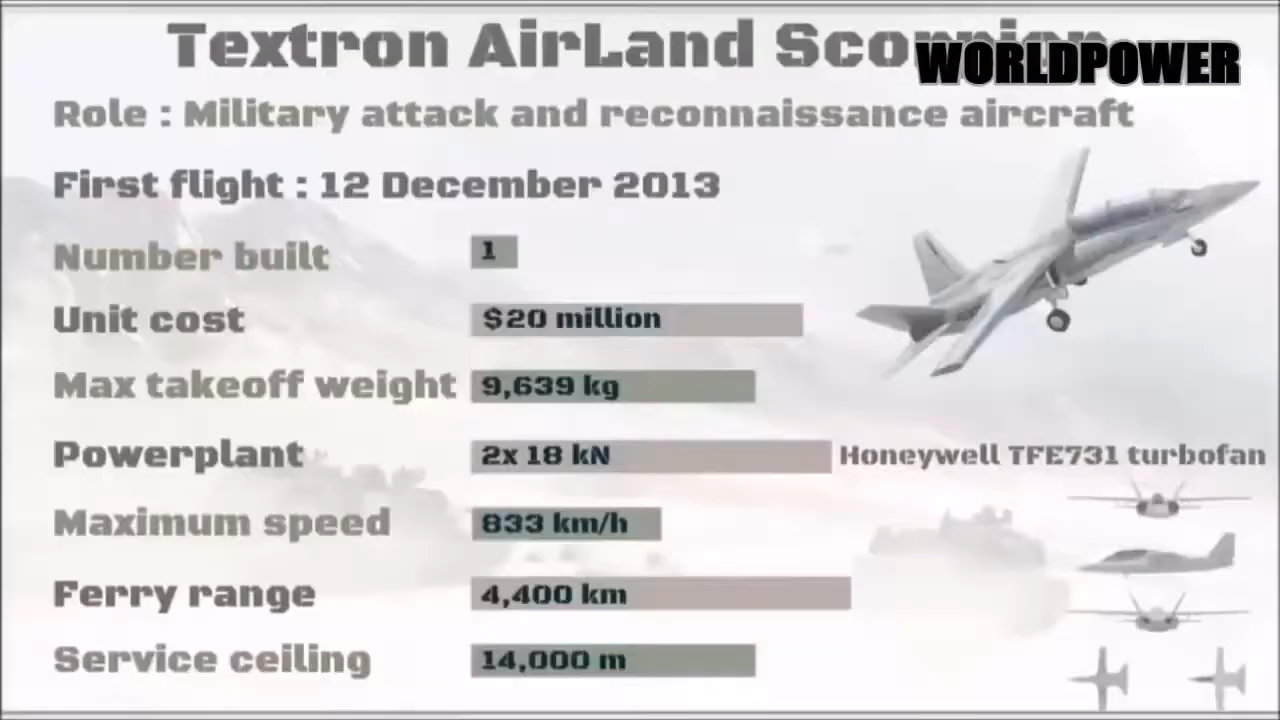 Textron AirLand Scorpion
WORLDPOWER
Role : Military attack and reconnaissance aircraft
First flight : 12 December 2013
Number built 1
Unit cost $20 million
Max takeoff weight 9,639 kg
Powerplant 2x 18 kN Honeywell TFE731 turbofan
Maximum speed 833 km/h
Ferry range 4,400 km
Service ceiling 14,000 m